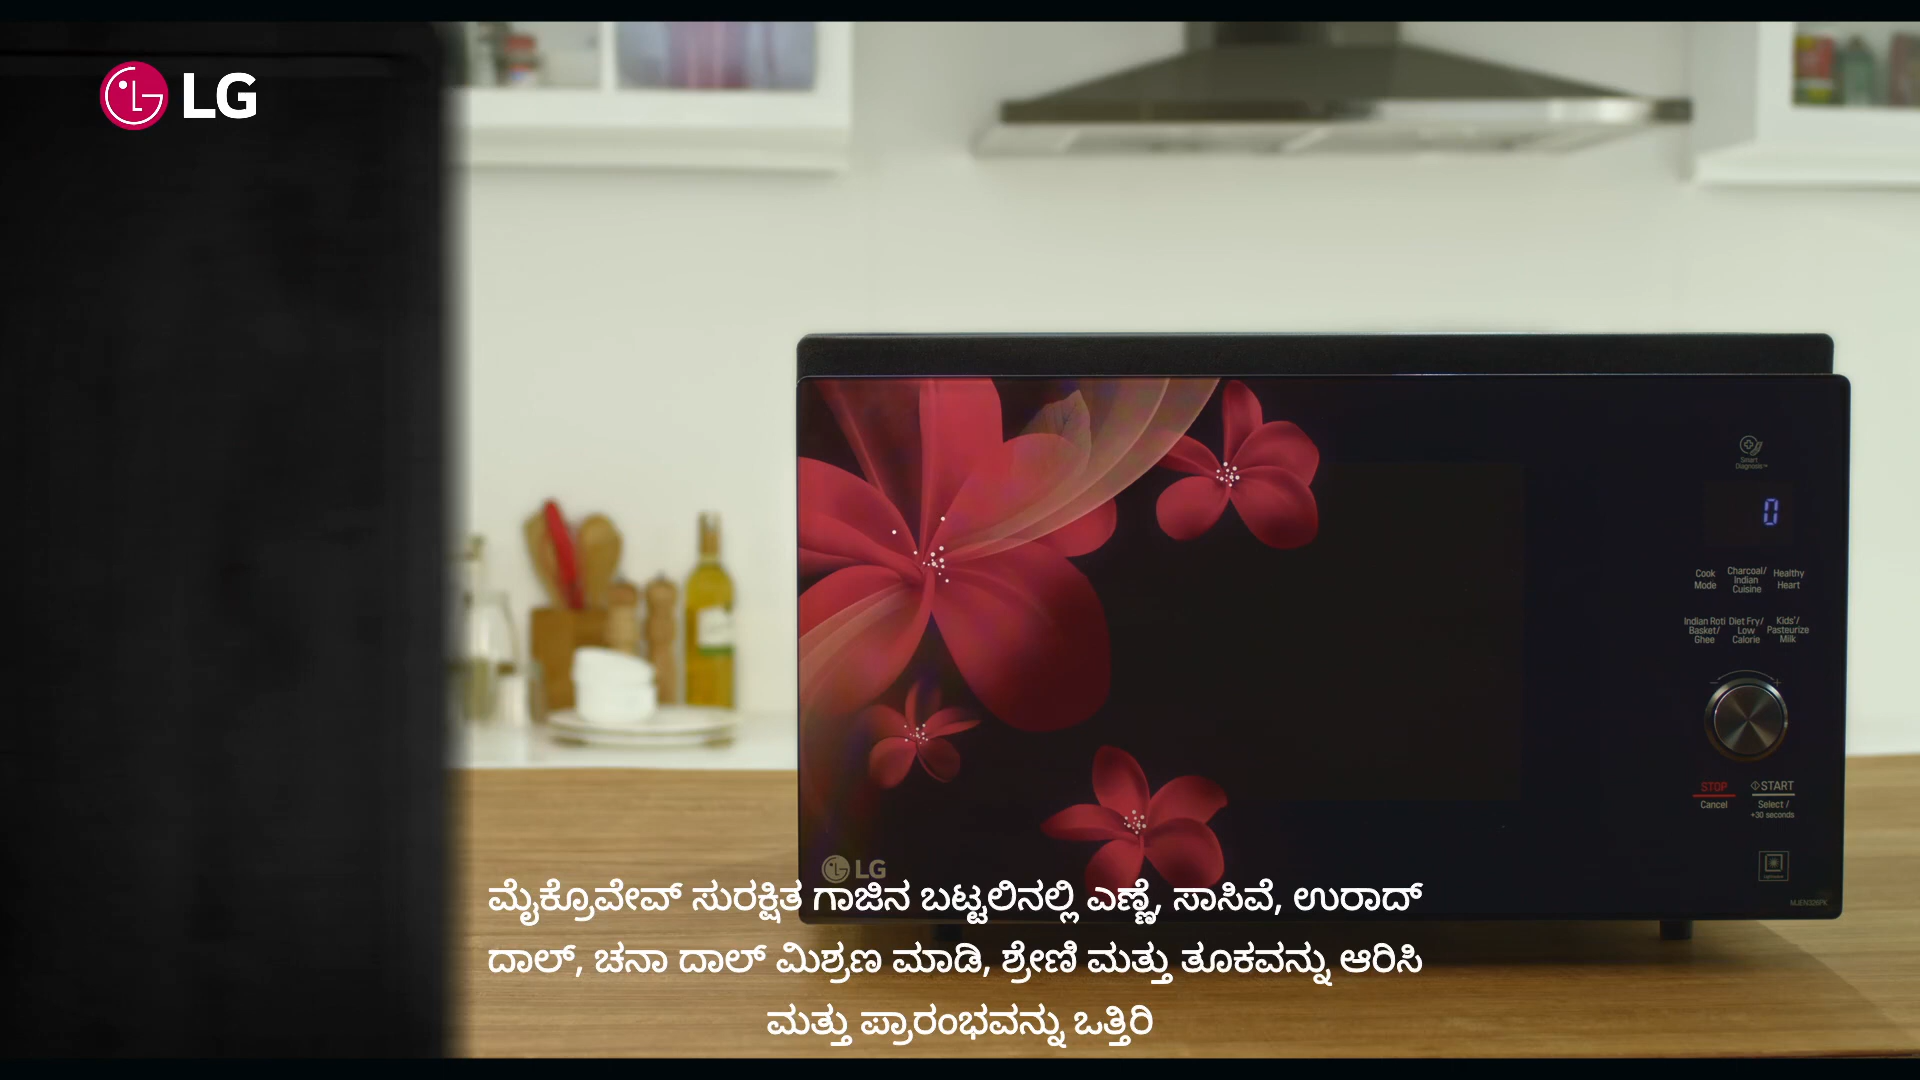 LG
Smart
Diagnosis™
0
Cook
Mode
Charcoal/
Indian
Cuisine
Healthy
Heart
Indian Roti
Basket/
Ghee
Diet Fry/
Low
Calorie
Kids'/
Pasteurize
Milk
STOP
Cancel
START
Select /
+30 seconds
LG
ಮೈಕ್ರೊವೇವ್ ಸುರಕ್ಷಿತ ಗಾಜಿನ ಬಟ್ಟಲಿನಲ್ಲಿ ಎಣ್ಣೆ, ಸಾಸಿವೆ, ಉರಾದ್
ದಾಲ್, ಚನಾ ದಾಲ್ ಮಿಶ್ರಣ ಮಾಡಿ, ಶ್ರೇಣಿ ಮತ್ತು ತೂಕವನ್ನು ಆರಿಸಿ
ಮತ್ತು ಪ್ರಾರಂಭವನ್ನು ಒತ್ತಿರಿ